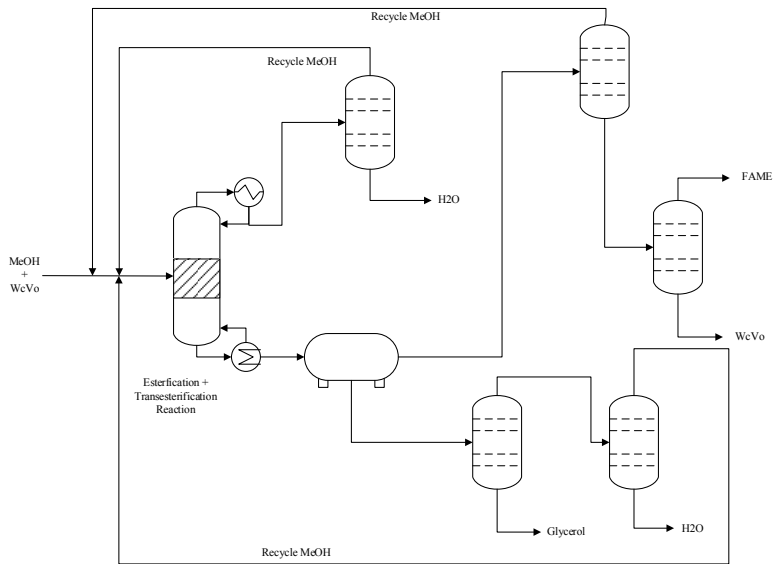 Recycle MeOH
Recycle MeOH
FAME
H2O
MeOH
+
WcVo
WcVo
Esterfication +
Transesterification
Reaction
Glycerol
H2O
Recycle MeOH